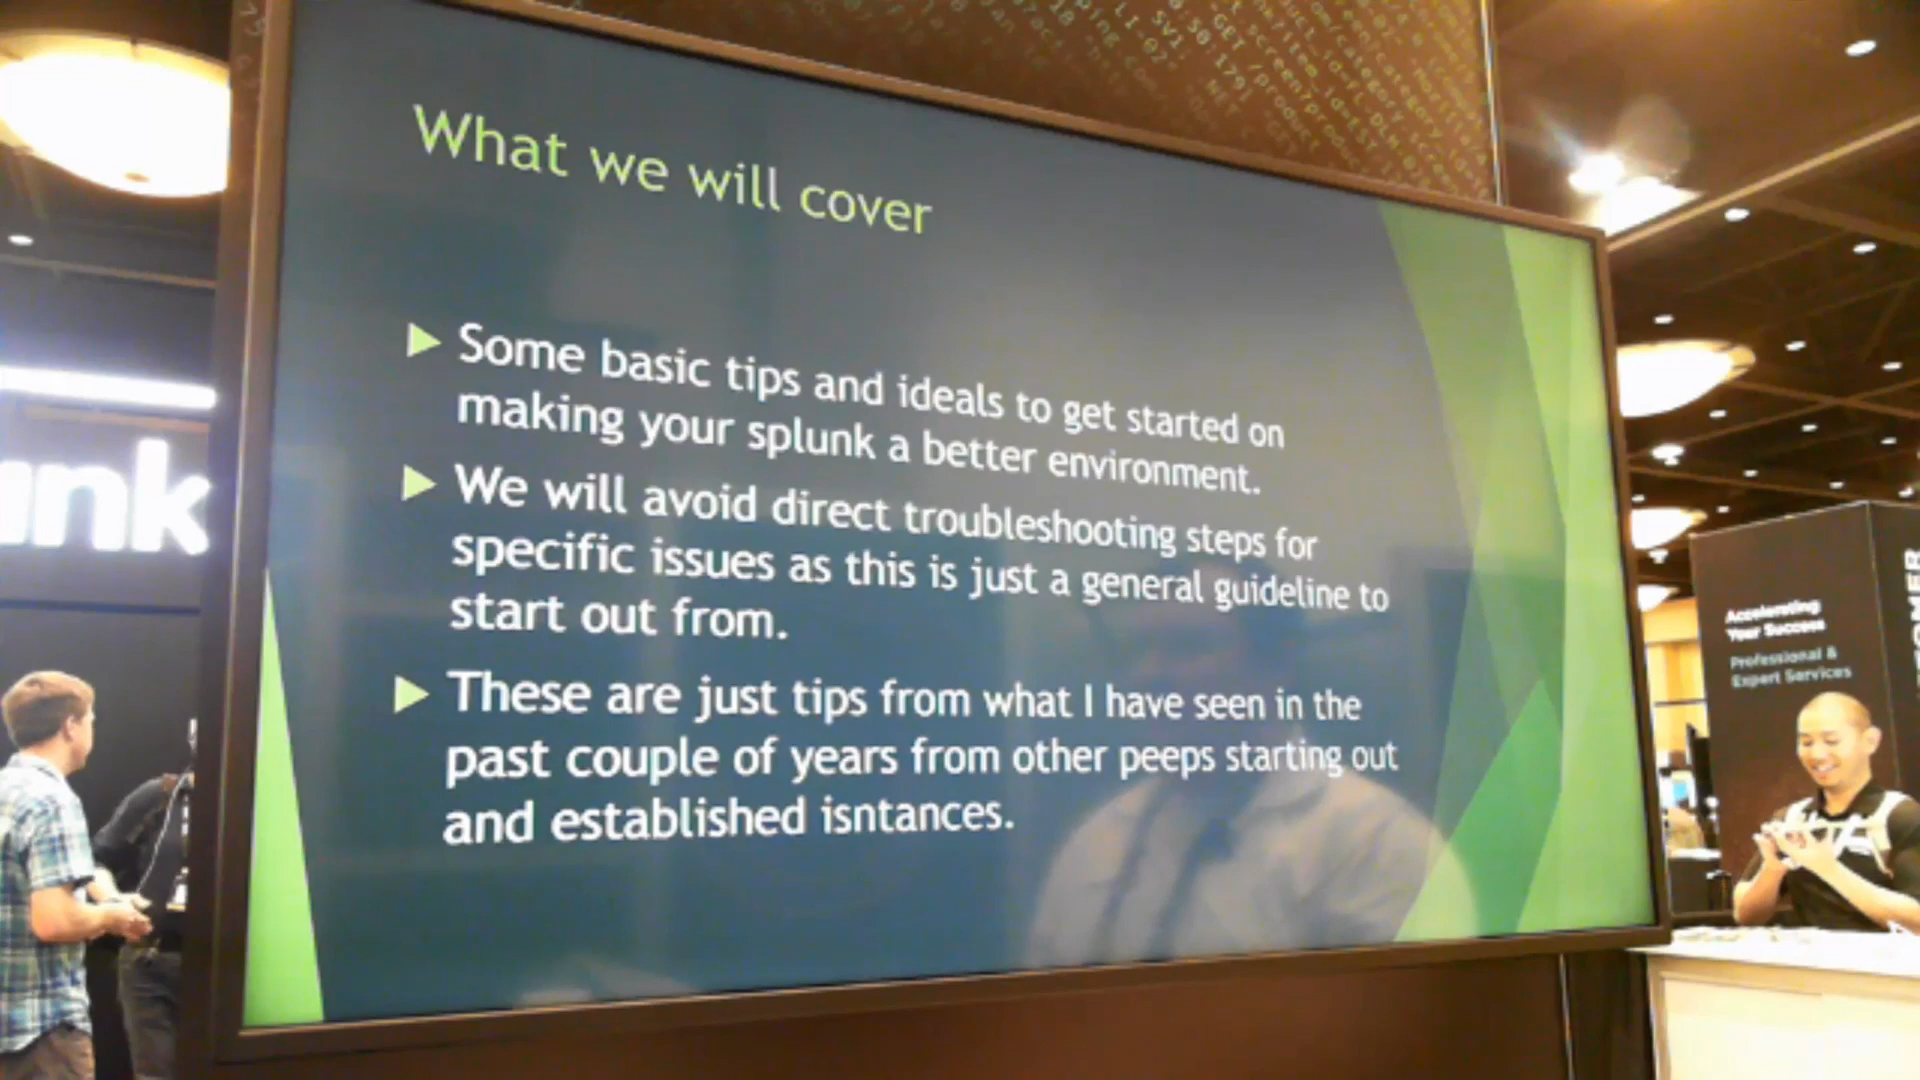 What we will cover
Some basic tips and ideals to get started on
making your splunk a better environment.
We will avoid direct troubleshooting steps for
specific issues as this is just a general guideline to
start out from.
These are just tips from what I have seen in the
past couple of years from other peeps starting out
and established isntances.
unk
Accelerating
Your Success
Professional &
Expert Services